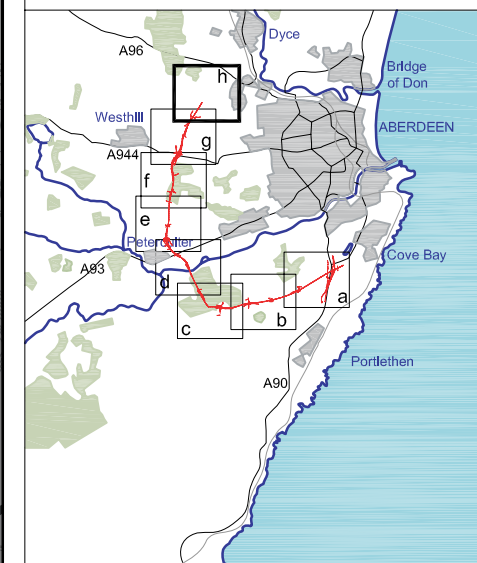 Dyce
A96
h
Bridge
of Don
Westhill
ABERDEEN
g
A944
f
e
Peterculter
Cove Bay
A93
d
a
b
c
Portlethen
A90